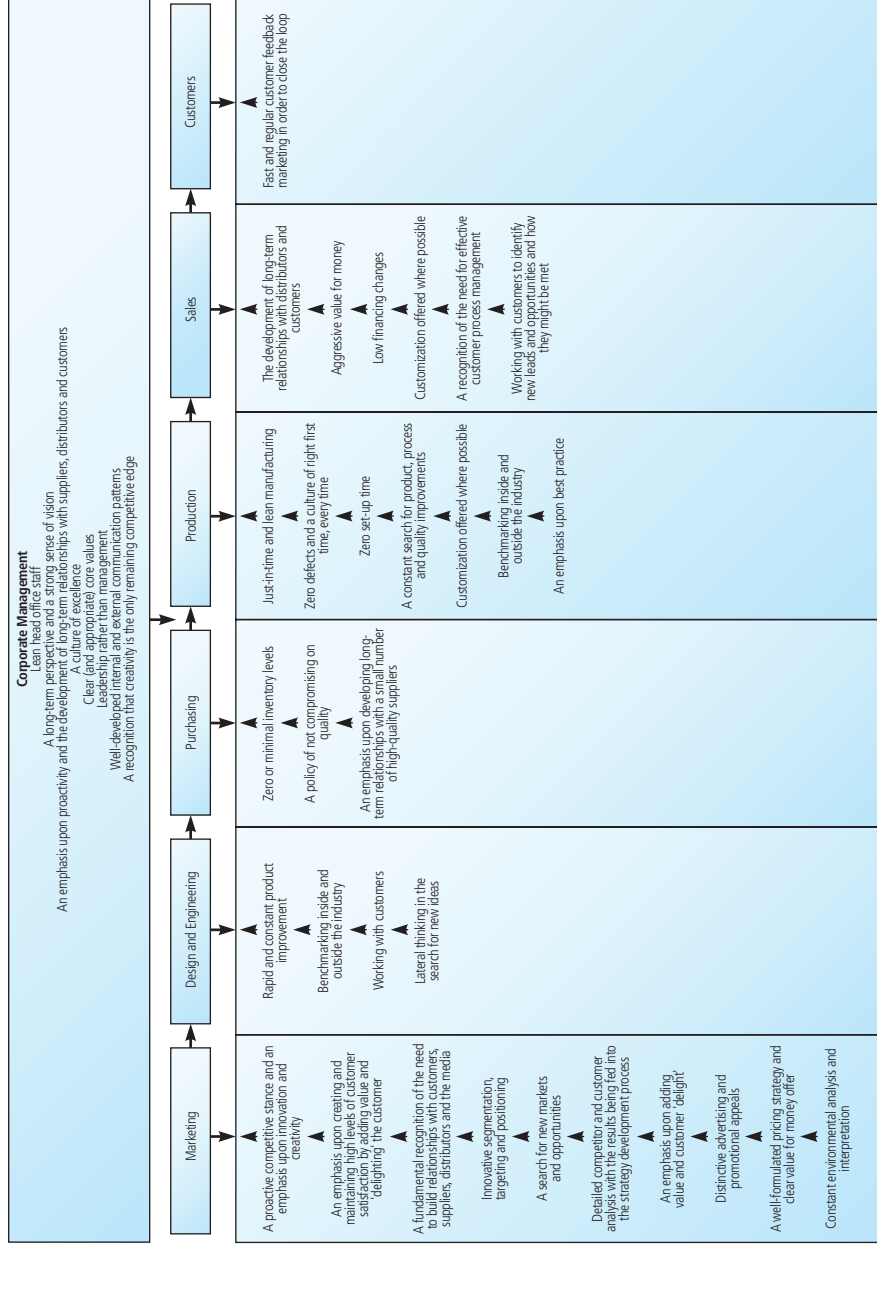 Corporate Management
Lean head office staff
A long-term perspective and a strong sense of vision
An emphasis upon proactivity and the development of long-term relationships with suppliers, distributors and customers
A culture of excellence
Clear (and appropriate) core values
Leadership rather than management
Well-developed internal and external communication patterns
A recognition that creativity is the only remaining competitive edge
Marketing
Design and Engineering
Purchasing
Production
Sales
Customers
A proactive competitive stance and an
emphasis upon innovation and
creativity
An emphasis upon creating and
maintaining high levels of customer
satisfaction by adding value and
'delighting' the customer
A fundamental recognition of the need
to build relationships with customers,
suppliers, distributors and the media
Innovative segmentation,
targeting and positioning
A search for new markets
and opportunities
Detailed competitor and customer
analysis with the results being fed into
the strategy development process
An emphasis upon adding
value and customer 'delight'
Distinctive advertising and
promotional appeals
A well-formulated pricing strategy and
clear value for money offer
Constant environmental analysis and
interpretation
Rapid and constant product
improvement
Benchmarking inside and
outside the industry
Working with customers
Lateral thinking in the
search for new ideas
Zero or minimal inventory levels
A policy of not compromising on
quality
An emphasis upon developing long-
term relationships with a small number
of high-quality suppliers
Just-in-time and lean manufacturing
Zero defects and a culture of right first
time, every time
Zero set-up time
A constant search for product, process
and quality improvements
Customization offered where possible
Benchmarking inside and
outside the industry
An emphasis upon best practice
The development of long-term
relationships with distributors and
customers
Aggressive value for money
Low financing changes
Customization offered where possible
A recognition of the need for effective
customer process management
Working with customers to identify
new leads and opportunities and how
they might be met
Fast and regular customer feedback
marketing in order to close the loop